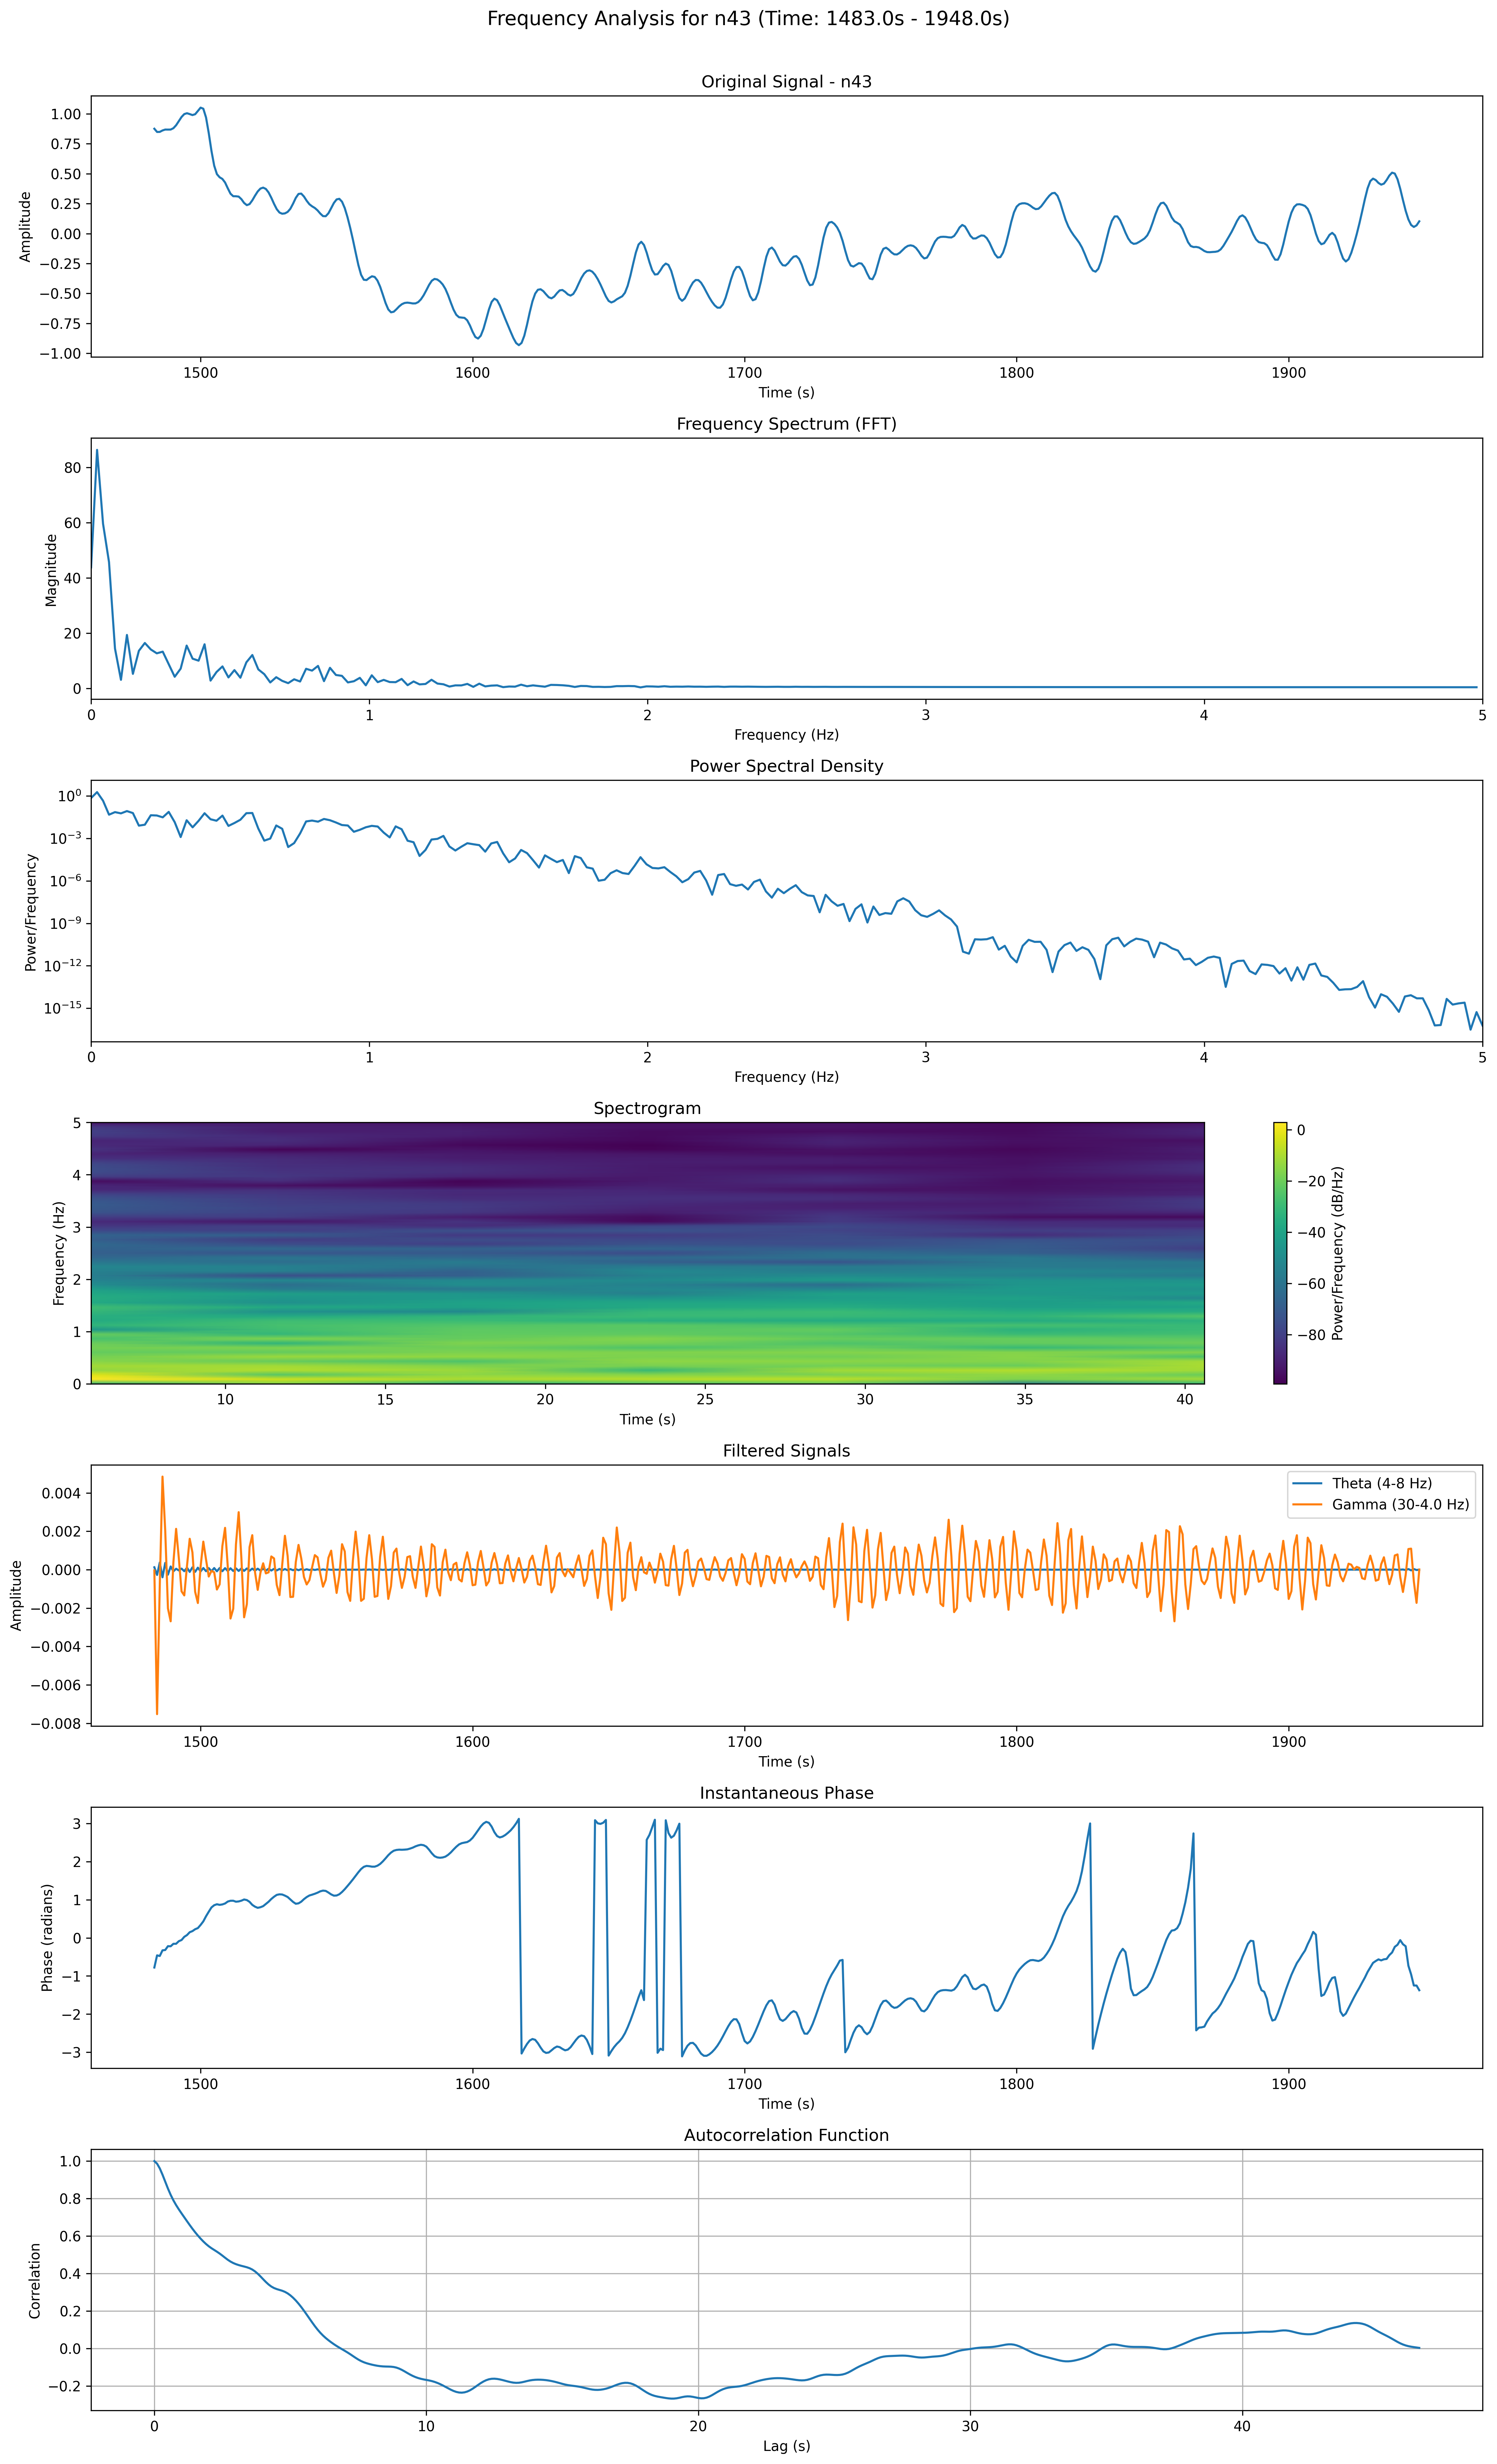 Frequency Analysis for n43 (Time: 1483.0s - 1948.0s)
Original Signal - n43
Amplitude
1.00
0.75
0.50
0.25
0.00
−0.25
−0.50
−0.75
−1.00
1500 1600 1700 1800 1900
Time (s)
Frequency Spectrum (FFT)
Magnitude
80
60
40
20
0
0 1 2 3 4 5
Frequency (Hz)
Power Spectral Density
Power/Frequency
10⁰
10⁻³
10⁻⁶
10⁻⁹
10⁻¹²
10⁻¹⁵
0 1 2 3 4 5
Frequency (Hz)
Spectrogram
Frequency (Hz)
5
4
3
2
1
0
10 15 20 25 30 35 40
Time (s)
0
−20
−40
−60
−80
Power/Frequency (dB/Hz)
Filtered Signals
Amplitude
0.004
0.002
0.000
−0.002
−0.004
−0.006
−0.008
Theta (4-8 Hz)
Gamma (30-4.0 Hz)
1500 1600 1700 1800 1900
Time (s)
Instantaneous Phase
Phase (radians)
3
2
1
0
−1
−2
−3
1500 1600 1700 1800 1900
Time (s)
Autocorrelation Function
Correlation
1.0
0.8
0.6
0.4
0.2
0.0
−0.2
0 10 20 30 40
Lag (s)